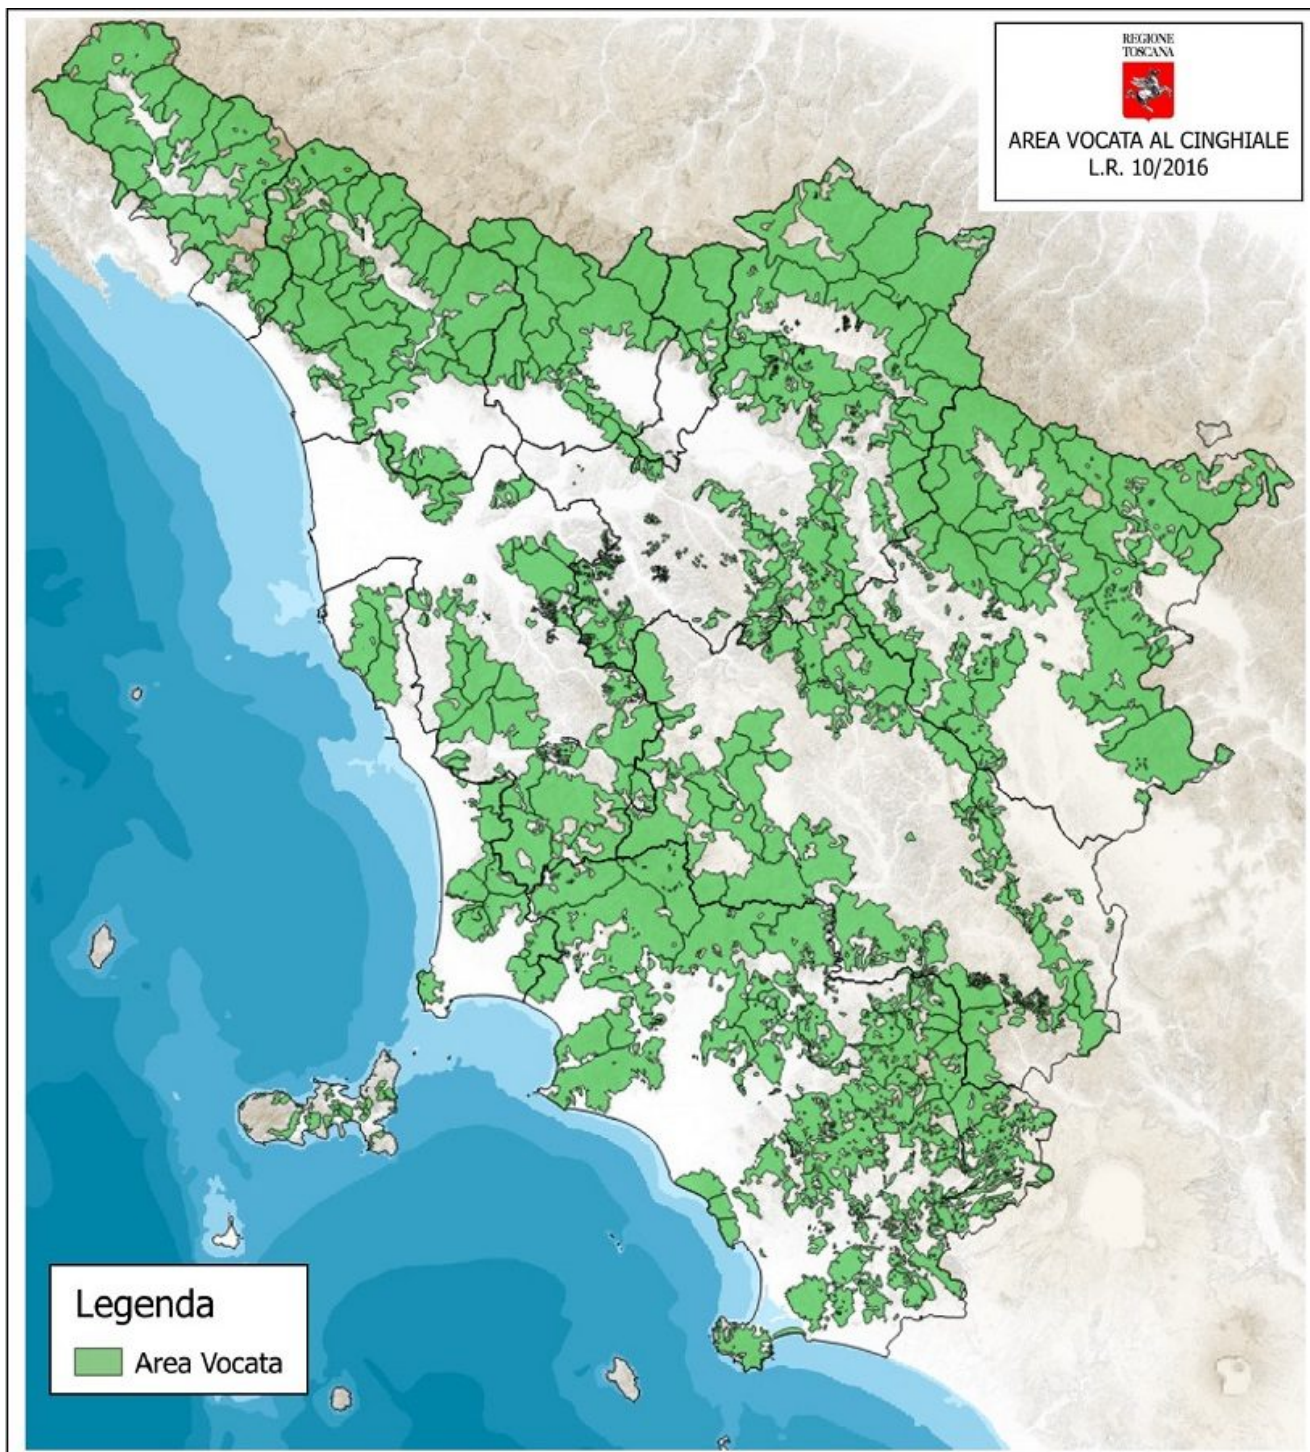 REGIONE
TOSCANA
AREA VOCATA AL CINGHIALE
L.R. 10/2016
Legenda
Area Vocata